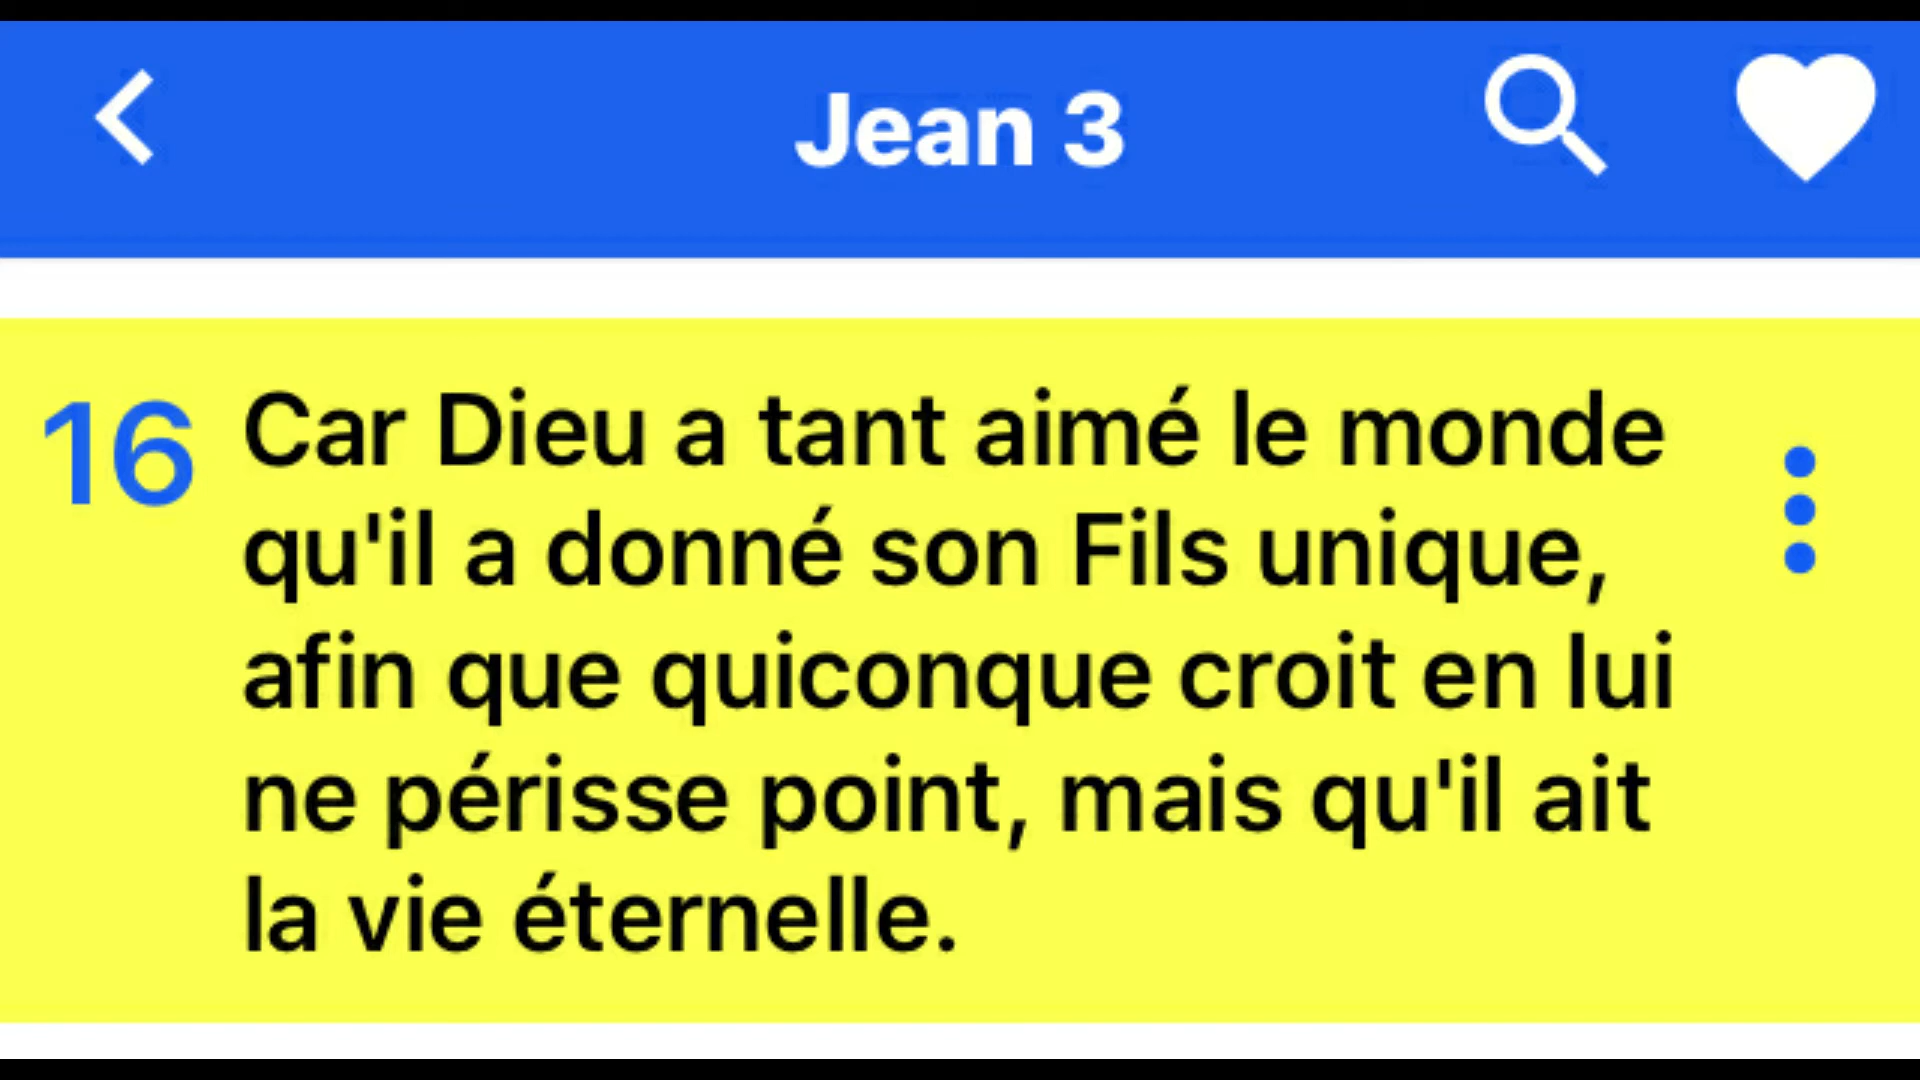 Jean 3
16 Car Dieu a tant aimé le monde
qu'il a donné son Fils unique,
afin que quiconque croit en lui
ne périsse point, mais qu'il ait
la vie éternelle.